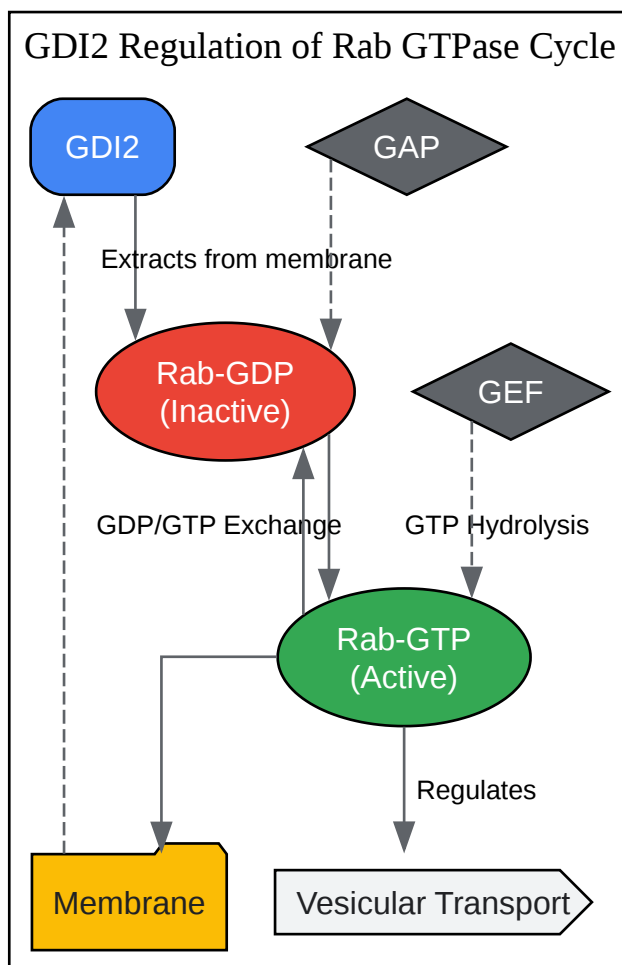 GDI2 Regulation of Rab GTPase Cycle
GDI2
GAP
Extracts from membrane
Rab-GDP
(Inactive)
GEF
GDP/GTP Exchange
GTP Hydrolysis
Rab-GTP
(Active)
Regulates
Membrane
Vesicular Transport